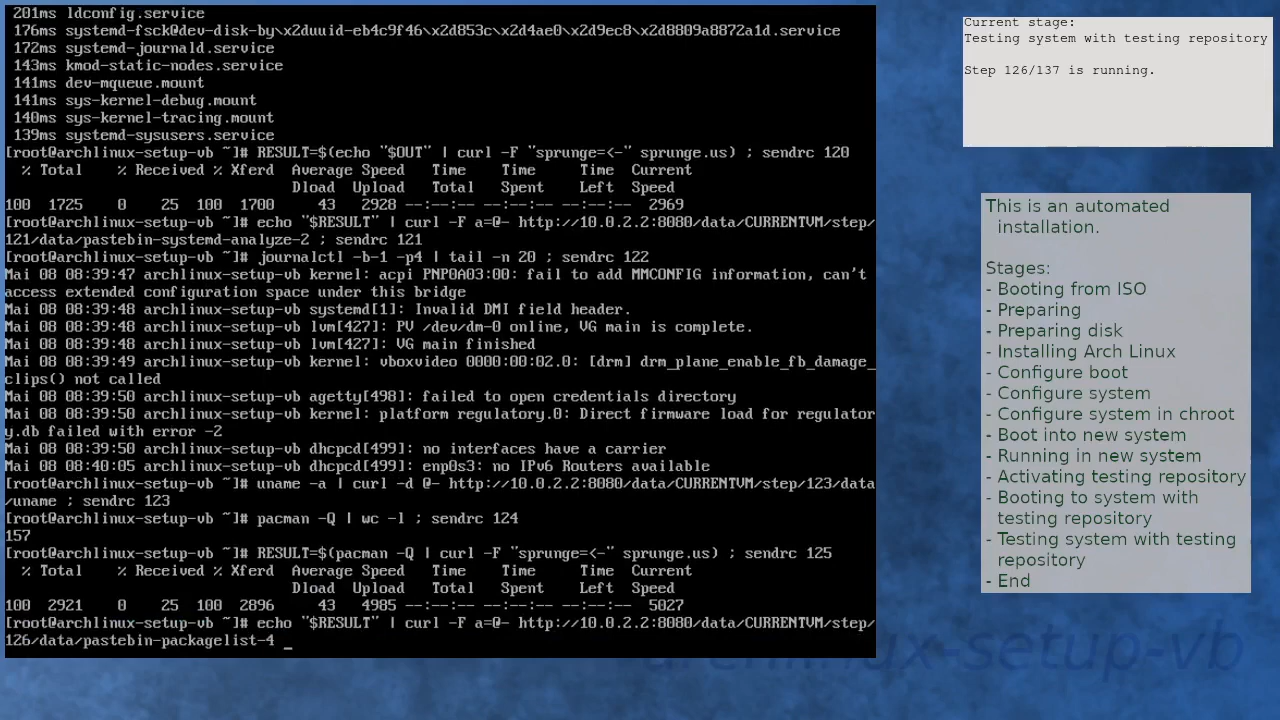 201ms ldconfig.service
176ms systemd-fsck@dev-disk-by\x2duuid-eb4c9f46\x2d853c\x2d4ae0\x2d9ec8\x2d8809a8872a1d.service
172ms systemd-journald.service
143ms kmod-static-nodes.service
141ms dev-mqueue.mount
141ms sys-kernel-debug.mount
140ms sys-kernel-tracing.mount
139ms systemd-sysusers.service
[root@archlinux-setup-vb ~]# RESULT=$(echo "$OUT" | curl -F "sprunge=<-" sprunge.us) ; sendrc 120
% Total % Received % Xferd Average Speed Time Time Time Current
Dload Upload Total Spent Left Speed
100 1725 0 25 100 1700 43 2928 --:--:-- --:--:-- --:--:-- 2969
[root@archlinux-setup-vb ~]# echo "$RESULT" | curl -F a=@- http://10.0.2.2:8080/data/CURRENTVM/step/
121/data/pastebin-systemd-analyze-2 ; sendrc 121
[root@archlinux-setup-vb ~]# journalctl -b-1 -p4 | tail -n 20 ; sendrc 122
Mai 08 08:39:47 archlinux-setup-vb kernel: acpi PNP0A03:00: fail to add MMCONFIG information, can't
access extended configuration space under this bridge
Mai 08 08:39:48 archlinux-setup-vb systemd[1]: Invalid DMI field header.
Mai 08 08:39:48 archlinux-setup-vb lvm[427]: PV /dev/dm-0 online, VG main is complete.
Mai 08 08:39:48 archlinux-setup-vb lvm[427]: VG main finished
Mai 08 08:39:49 archlinux-setup-vb kernel: vboxvideo 0000:00:02.0: [drm] drm_plane_enable_fb_damage_
clips() not called
Mai 08 08:39:50 archlinux-setup-vb agetty[498]: failed to open credentials directory
Mai 08 08:39:50 archlinux-setup-vb kernel: platform regulatory.0: Direct firmware load for regulator
y.db failed with error -2
Mai 08 08:39:50 archlinux-setup-vb dhcpcd[499]: no interfaces have a carrier
Mai 08 08:40:05 archlinux-setup-vb dhcpcd[499]: enp0s3: no IPv6 Routers available
[root@archlinux-setup-vb ~]# uname -a | curl -d @- http://10.0.2.2:8080/data/CURRENTVM/step/123/data
/uname ; sendrc 123
[root@archlinux-setup-vb ~]# pacman -Q | wc -l ; sendrc 124
157
[root@archlinux-setup-vb ~]# RESULT=$(pacman -Q | curl -F "sprunge=<-" sprunge.us) ; sendrc 125
% Total % Received % Xferd Average Speed Time Time Time Current
Dload Upload Total Spent Left Speed
100 2921 0 25 100 2896 43 4985 --:--:-- --:--:-- --:--:-- 5027
[root@archlinux-setup-vb ~]# echo "$RESULT" | curl -F a=@- http://10.0.2.2:8080/data/CURRENTVM/step/
126/data/pastebin-packagelist-4 _
Current stage:
Testing system with testing repository
Step 126/137 is running.
This is an automated
installation.
Stages:
- Booting from ISO
- Preparing
- Preparing disk
- Installing Arch Linux
- Configure boot
- Configure system
- Configure system in chroot
- Boot into new system
- Running in new system
- Activating testing repository
- Booting to system with
testing repository
- Testing system with testing
repository
- End
archlinux-setup-vb